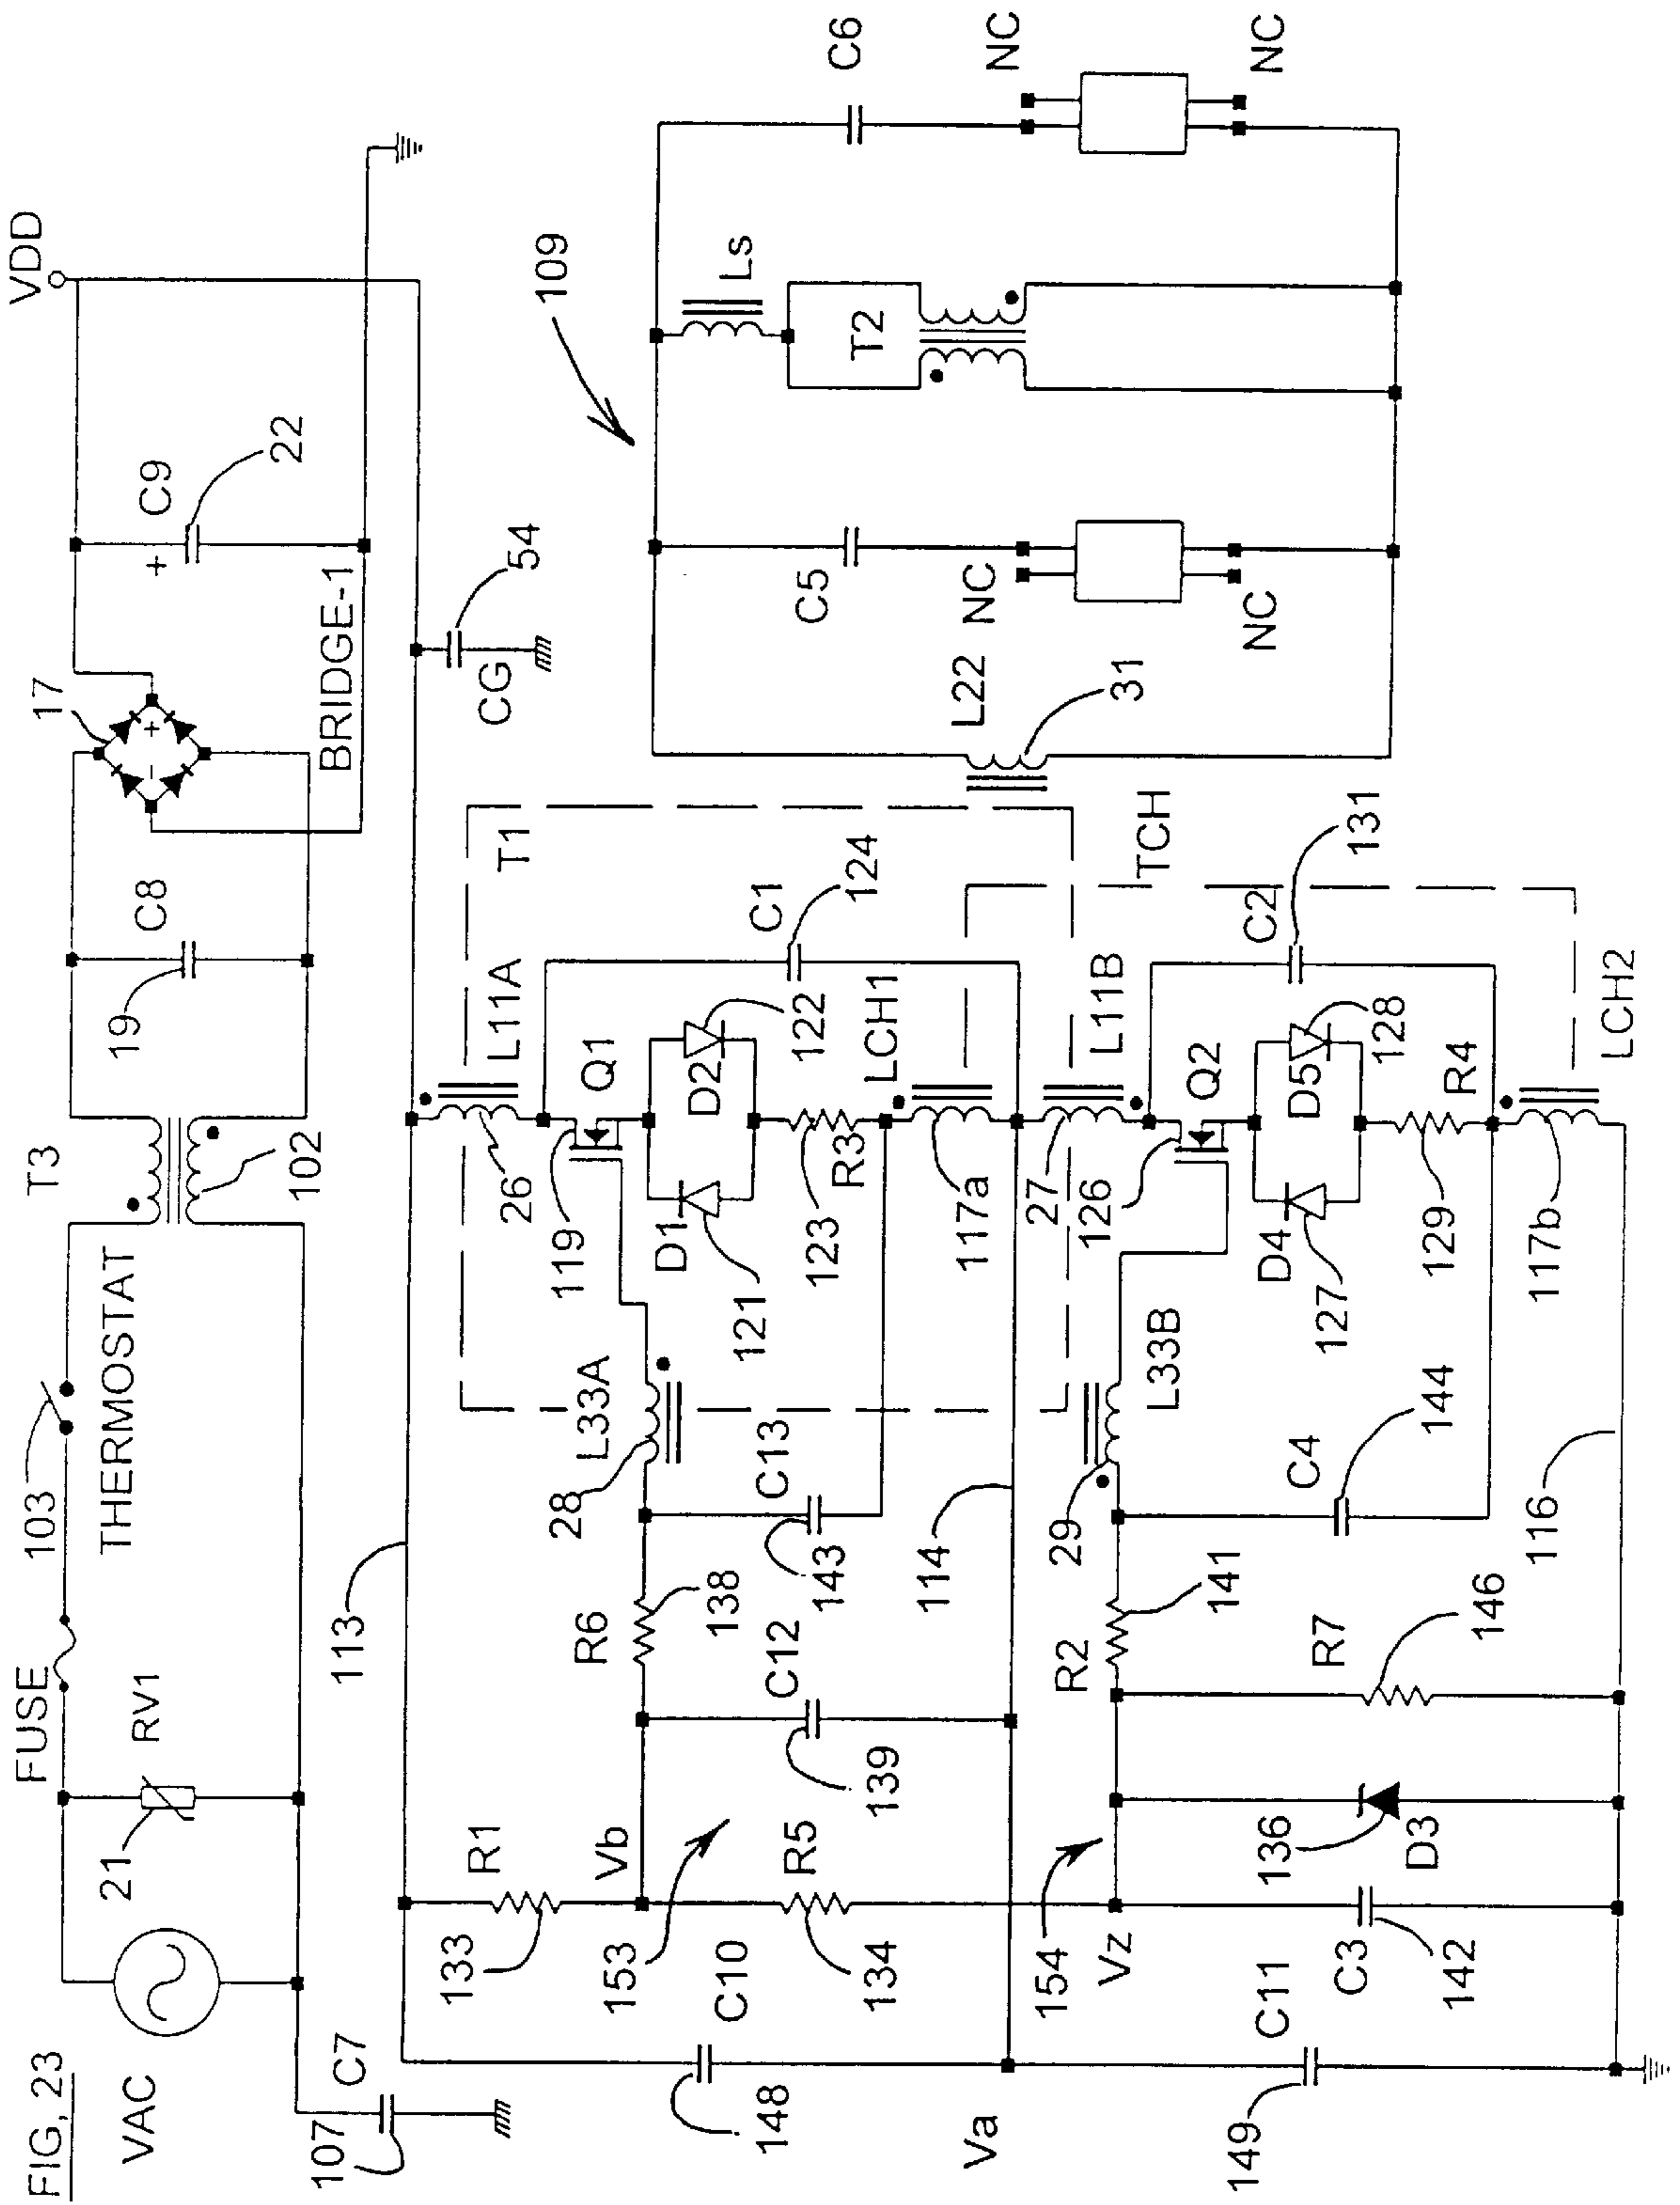 FIG, 23
VAC
C7
107
21
RV1
FUSE
103
THERMOSTAT
T3
102
19
C8
17
BRIDGE-1
C9
+
22
VDD
+
−
113
CG
54
109
T1
L11A
26
119
Q1
D1
121
D2
122
R3
123
LCH1
117a
C1
124
L33A
28
C13
143
R6
138
C12
139
R1
133
Vb
153
R5
134
C10
148
Va
114
L22
31
C5
NC
NC
Ls
T2
C6
NC
NC
TCH
L11B
27
126
Q2
D4
127
D5
128
R4
129
LCH2
117b
C2
131
L33B
29
C4
144
R2
141
R7
146
116
154
Vz
136
D3
C3
142
C11
149